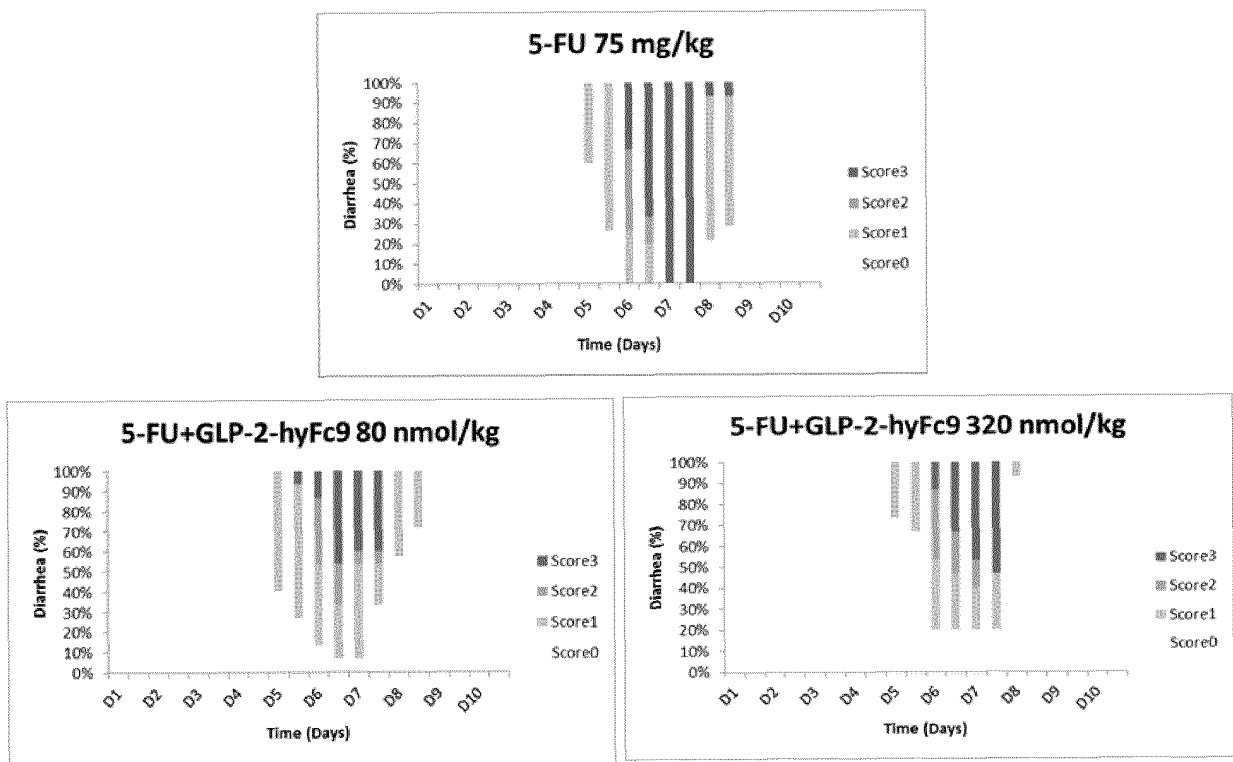 5-FU 75 mg/kg
100%
90%
80%
70%
60%
50%
40%
30%
20%
10%
0%
Diarrhea (%)
D1
D2
D3
D4
D5
D6
D7
D8
D9
D10
Time (Days)
Score3
Score2
Score1
Score0
5-FU+GLP-2-hyFc9 80 nmol/kg
100%
90%
80%
70%
60%
50%
40%
30%
20%
10%
0%
Diarrhea (%)
D1
D2
D3
D4
D5
D6
D7
D8
D9
D10
Time (Days)
Score3
Score2
Score1
Score0
5-FU+GLP-2-hyFc9 320 nmol/kg
100%
90%
80%
70%
60%
50%
40%
30%
20%
10%
0%
Diarrhea (%)
D1
D2
D3
D4
D5
D6
D7
D8
D9
D10
Time (Days)
Score3
Score2
Score1
Score0